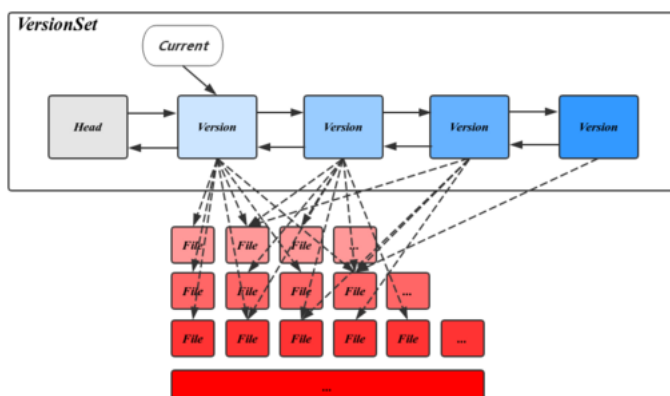 VersionSet
Current
Head Version Version Version Version
File File File ...
File File File File ...
File File File File File ...
...